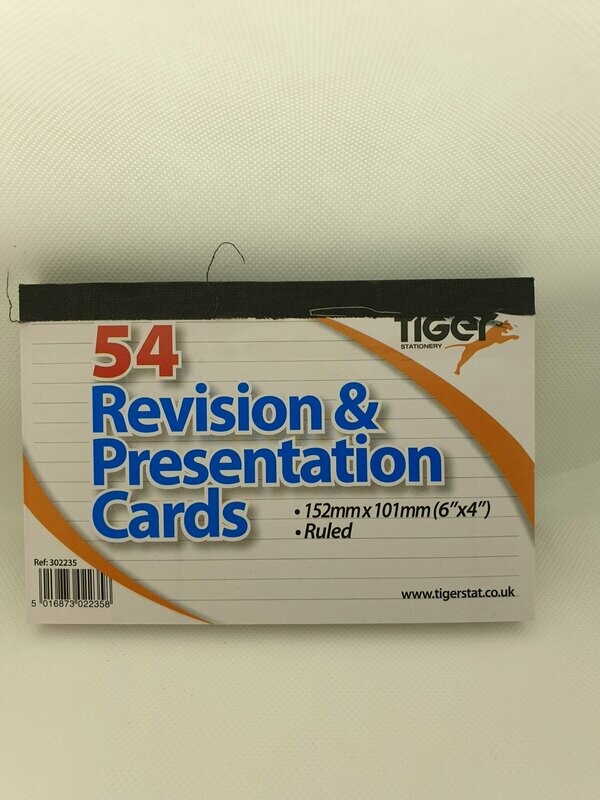 TIGER
STATIONERY
54
Revision &
Presentation
Cards
• 152mm x 101mm (6"x4")
• Ruled
Ref: 302235
5 016873 022358
www.tigerstat.co.uk